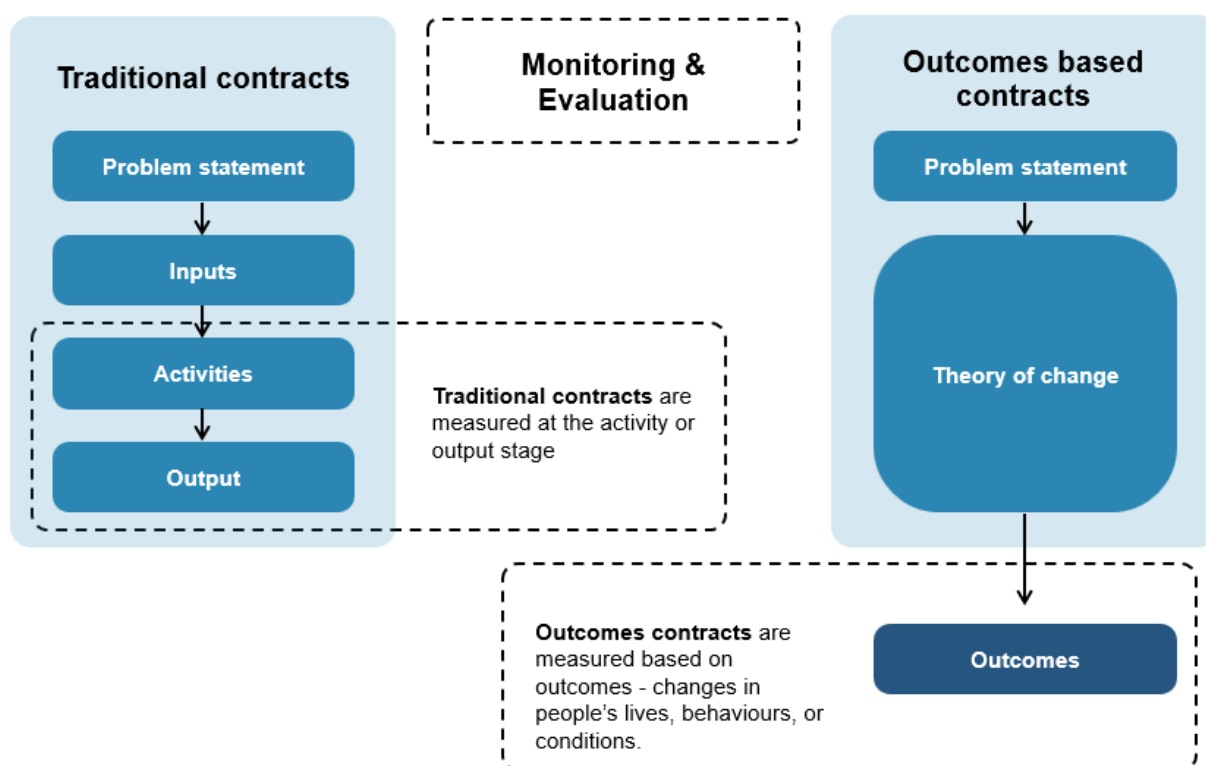 Traditional contracts
Problem statement
Inputs
Activities
Output
Monitoring &
Evaluation
Traditional contracts are
measured at the activity or
output stage
Outcomes based
contracts
Problem statement
Theory of change
Outcomes contracts are
measured based on
outcomes - changes in
people's lives, behaviours, or
conditions.
Outcomes